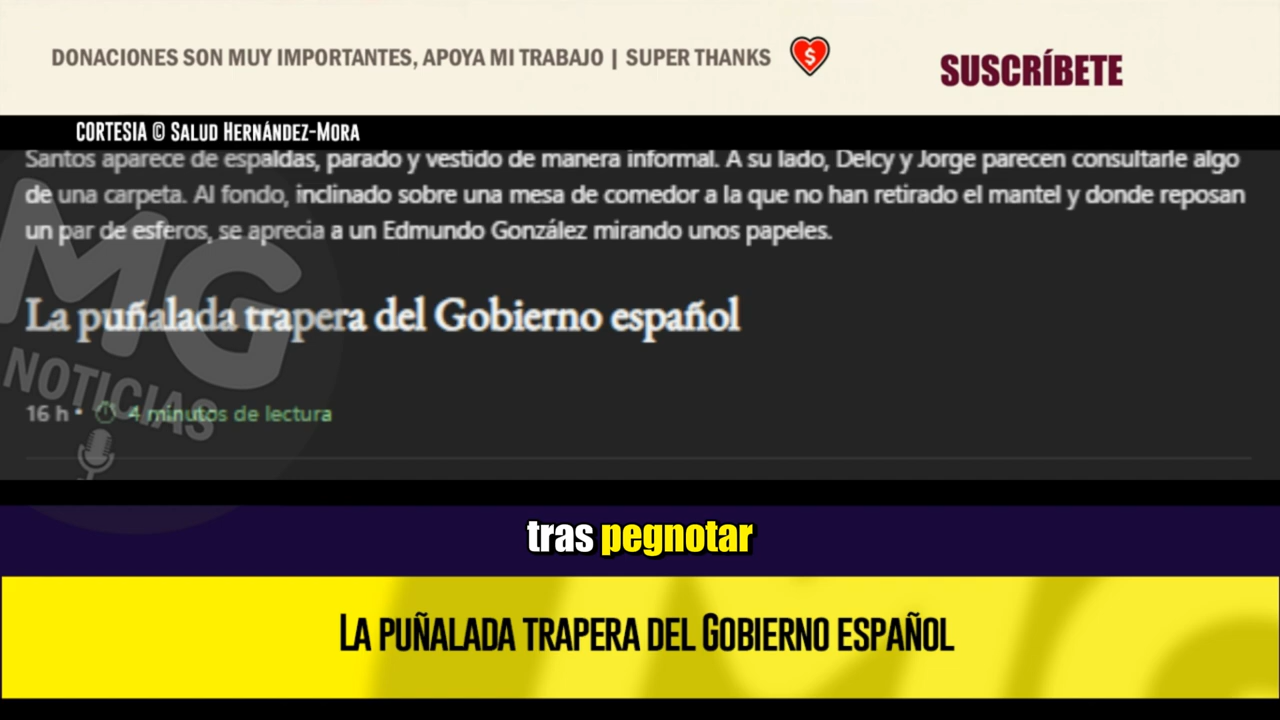 DONACIONES SON MUY IMPORTANTES, APOYA MI TRABAJO | SUPER THANKS $
SUSCRÍBETE
CORTESIA © SALUD HERNÁNDEZ-MORA
Santos aparece de espaldas, parado y vestido de manera informal. A su lado, Delcy y Jorge parecen consultarle algo
de una carpeta. Al fondo, inclinado sobre una mesa de comedor a la que no han retirado el mantel y donde reposan
un par de esferos, se aprecia a un Edmundo González mirando unos papeles.
La puñalada trapera del Gobierno español
MG
NOTICIAS
16 h • 4 minutos de lectura
tras pegnotar
LA PUÑALADA TRAPERA DEL GOBIERNO ESPAÑOL